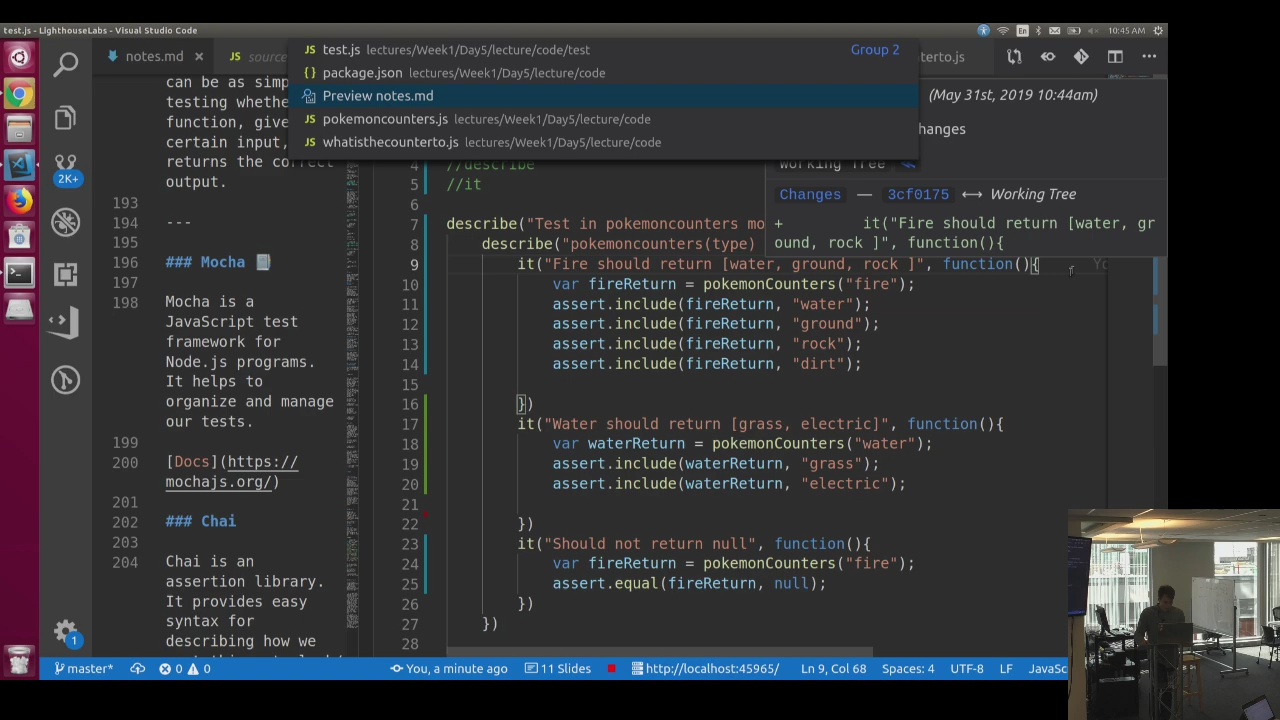 test.js - LighthouseLabs - Visual Studio Code
En
10:45 AM
notes.md
JS source
test.js lectures/Week1/Day5/lecture/code/test
Group 2
package.json lectures/Week1/Day5/lecture/code
Preview notes.md
pokemoncounters.js lectures/Week1/Day5/lecture/code
whatisthecounterto.js lectures/Week1/Day5/lecture/code
erto.js
can be as simp
testing whethe
function, give
certain input,
returns the correct
output.
193
194 ---
195
196 ### Mocha
197
198 Mocha is a
JavaScript test
framework for
Node.js programs.
It helps to
organize and manage
our tests.
199
200 [Docs](https://
mochajs.org/)
201
202 ### Chai
203
204 Chai is an
assertion library.
It provides easy
syntax for
describing how we
2K+
1
(May 31st, 2019 10:44am)
hanges
Working Tree
Changes — 3cf0175 ⟷ Working Tree
+ it("Fire should return [water, gr
ound, rock ]", function(){
4 //describe
5 //it
6
7 describe("Test in pokemoncounters mo
8 describe("pokemoncounters(type)
9 it("Fire should return [water, ground, rock ]", function(){
10 var fireReturn = pokemonCounters("fire");
11 assert.include(fireReturn, "water");
12 assert.include(fireReturn, "ground");
13 assert.include(fireReturn, "rock");
14 assert.include(fireReturn, "dirt");
15
16 })
17 it("Water should return [grass, electric]", function(){
18 var waterReturn = pokemonCounters("water");
19 assert.include(waterReturn, "grass");
20 assert.include(waterReturn, "electric");
21
22 })
23 it("Should not return null", function(){
24 var fireReturn = pokemonCounters("fire");
25 assert.equal(fireReturn, null);
26 })
27 })
28
master* 0 0 You, a minute ago 11 Slides http://localhost:45965/ Ln 9, Col 68 Spaces: 4 UTF-8 LF JavaSc